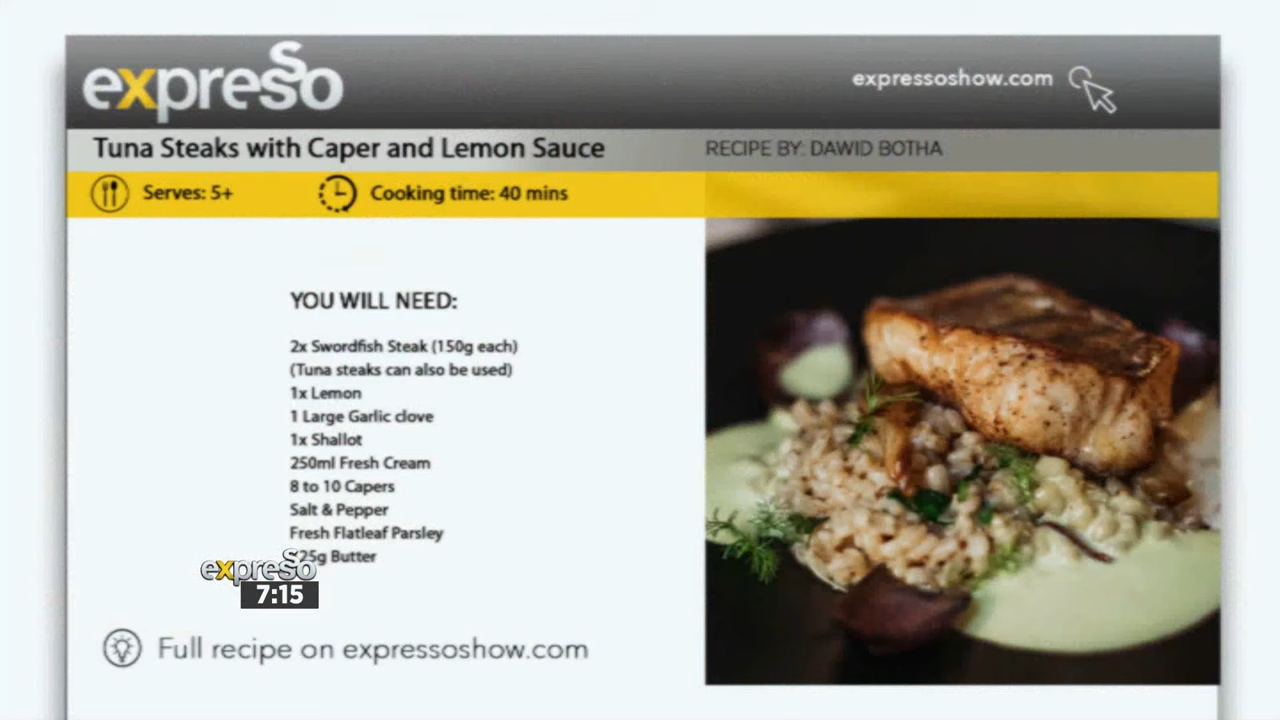 expresso
expressoshow.com
Tuna Steaks with Caper and Lemon Sauce
RECIPE BY: DAWID BOTHA
Serves: 5+
Cooking time: 40 mins
YOU WILL NEED:
2x Swordfish Steak (150g each)
(Tuna steaks can also be used)
1x Lemon
1 Large Garlic clove
1x Shallot
250ml Fresh Cream
8 to 10 Capers
Salt & Pepper
Fresh Flatleaf Parsley
Butter
expresso
7:15
Full recipe on expressoshow.com